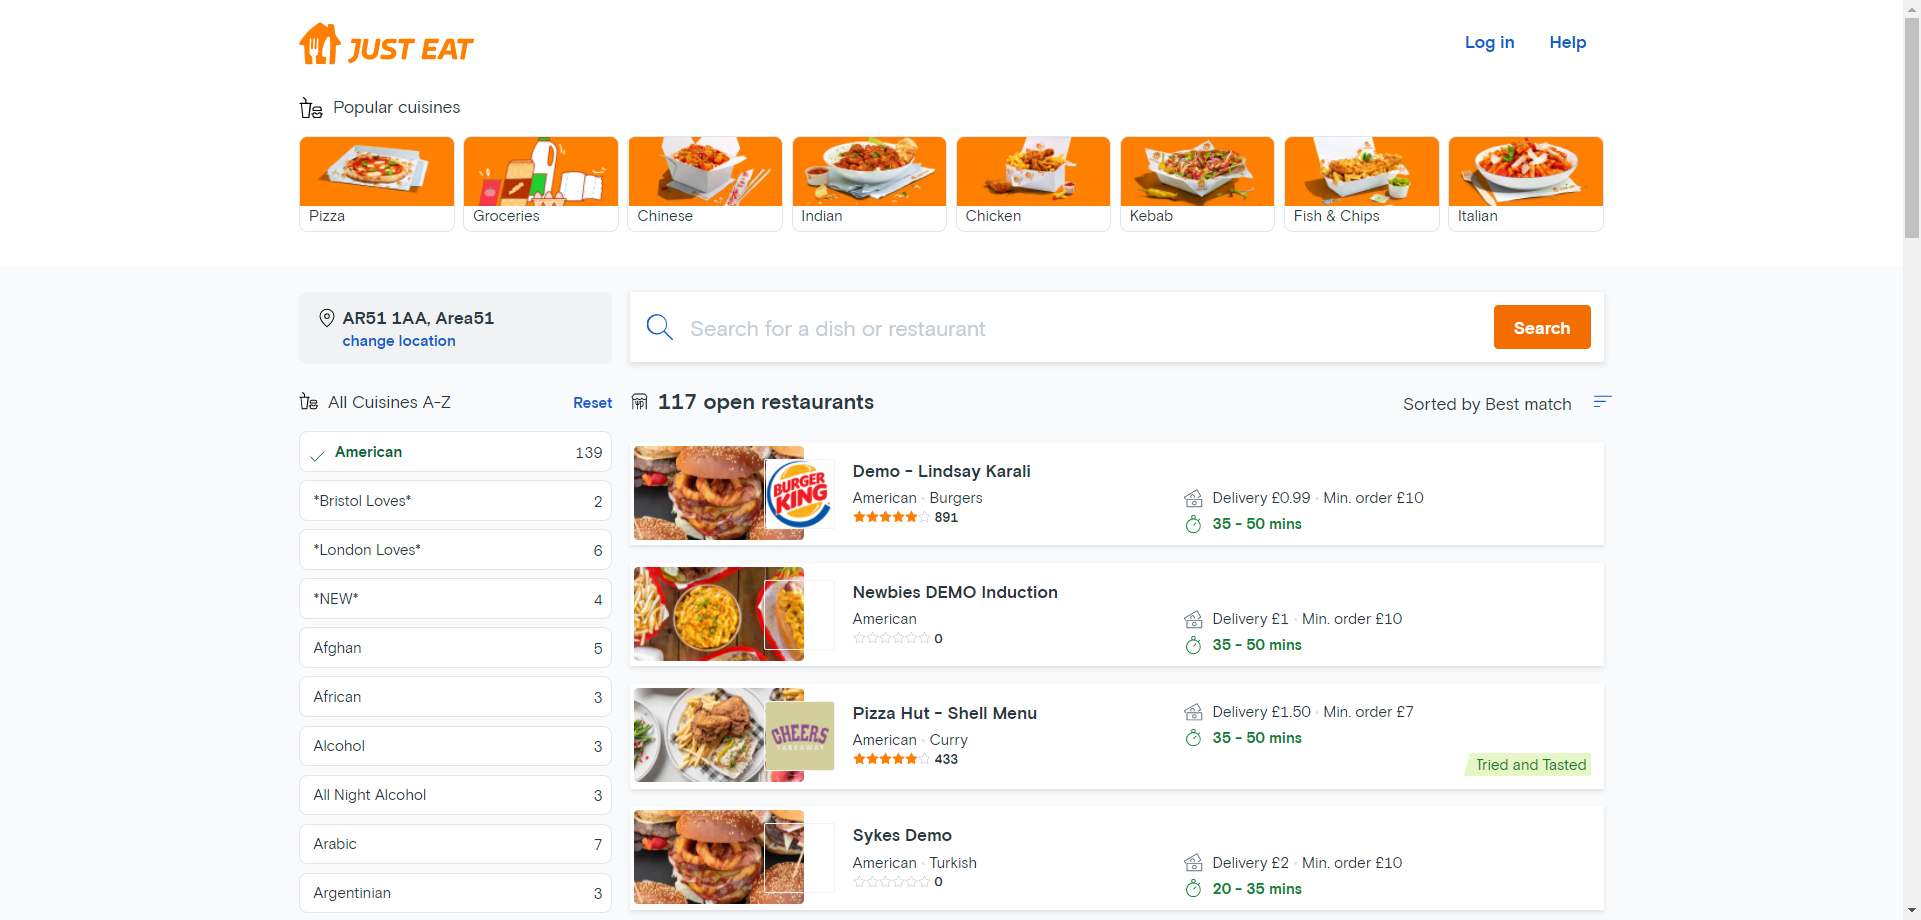 JUST EAT
Log in
Help
Popular cuisines
Pizza
Groceries
Chinese
Indian
Chicken
Kebab
Fish & Chips
Italian
AR51 1AA, Area51
change location
Search for a dish or restaurant
Search
All Cuisines A-Z
Reset
American 139
*Bristol Loves* 2
*London Loves* 6
*NEW* 4
Afghan 5
African 3
Alcohol 3
All Night Alcohol 3
Arabic 7
Argentinian 3
117 open restaurants
Sorted by Best match
BURGER
KING
Demo - Lindsay Karali
American · Burgers
891
Delivery £0.99 · Min. order £10
35 - 50 mins
Newbies DEMO Induction
American
0
Delivery £1 · Min. order £10
35 - 50 mins
CHEERS
TAKEAWAY
Pizza Hut - Shell Menu
American · Curry
433
Delivery £1.50 · Min. order £7
35 - 50 mins
Tried and Tasted
Sykes Demo
American · Turkish
0
Delivery £2 · Min. order £10
20 - 35 mins